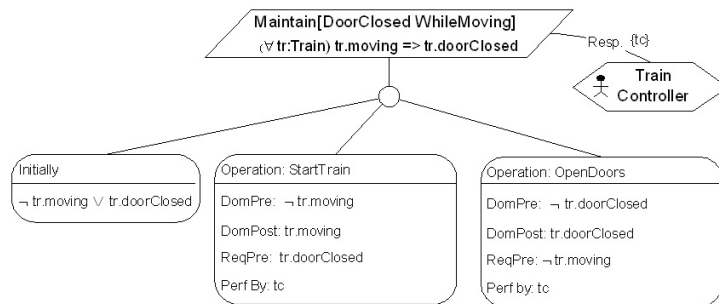 Maintain[DoorClosed WhileMoving]
(∀ tr:Train) tr.moving => tr.doorClosed
Resp. {tc}
Train
Controller
Initially
¬ tr.moving ∨ tr.doorClosed
Operation: StartTrain
DomPre: ¬ tr.moving
DomPost: tr.moving
ReqPre: tr.doorClosed
Perf By: tc
Operation: OpenDoors
DomPre: ¬ tr.doorClosed
DomPost: tr.doorClosed
ReqPre: ¬ tr.moving
Perf by: tc